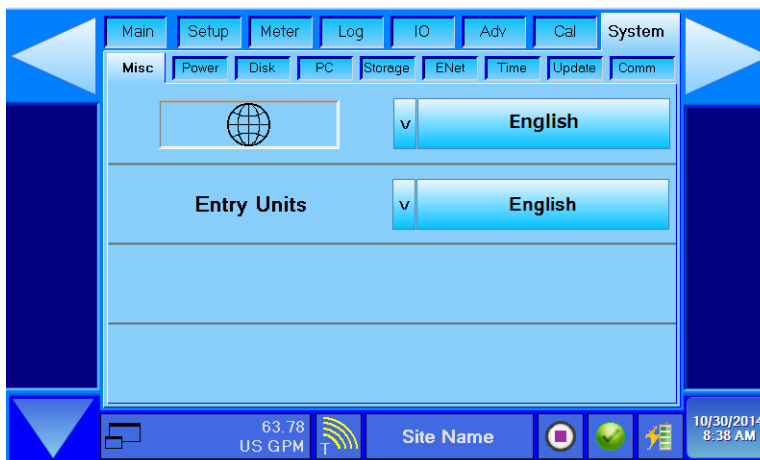 Main Setup Meter Log IO Adv Cal System
Misc Power Disk PC Storage ENet Time Update Comm
v English
Entry Units v English
63.78
US GPM
T
Site Name
10/30/2014
8:38 AM